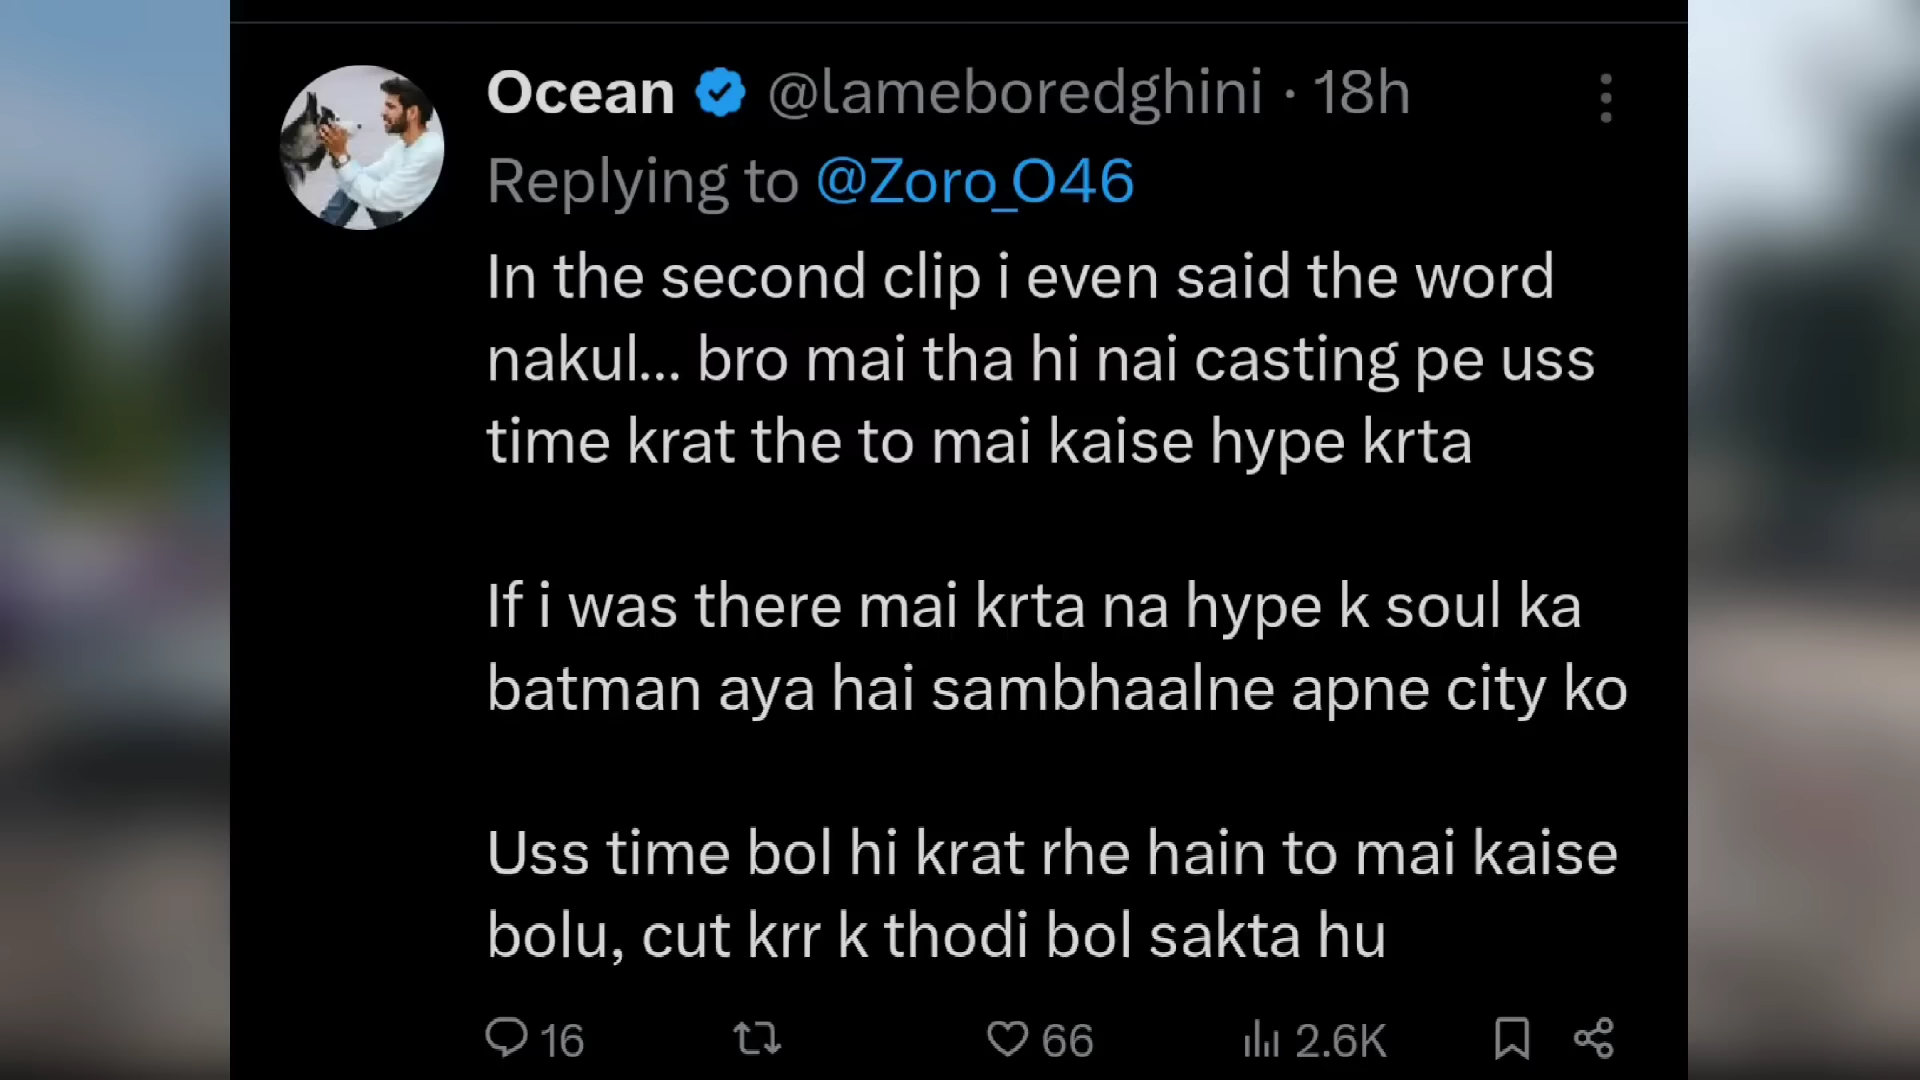 Ocean @lameboredghini · 18h
Replying to @Zoro_O46
In the second clip i even said the word
nakul... bro mai tha hi nai casting pe uss
time krat the to mai kaise hype krta
If i was there mai krta na hype k soul ka
batman aya hai sambhaalne apne city ko
Uss time bol hi krat rhe hain to mai kaise
bolu, cut krr k thodi bol sakta hu
16 66 2.6K